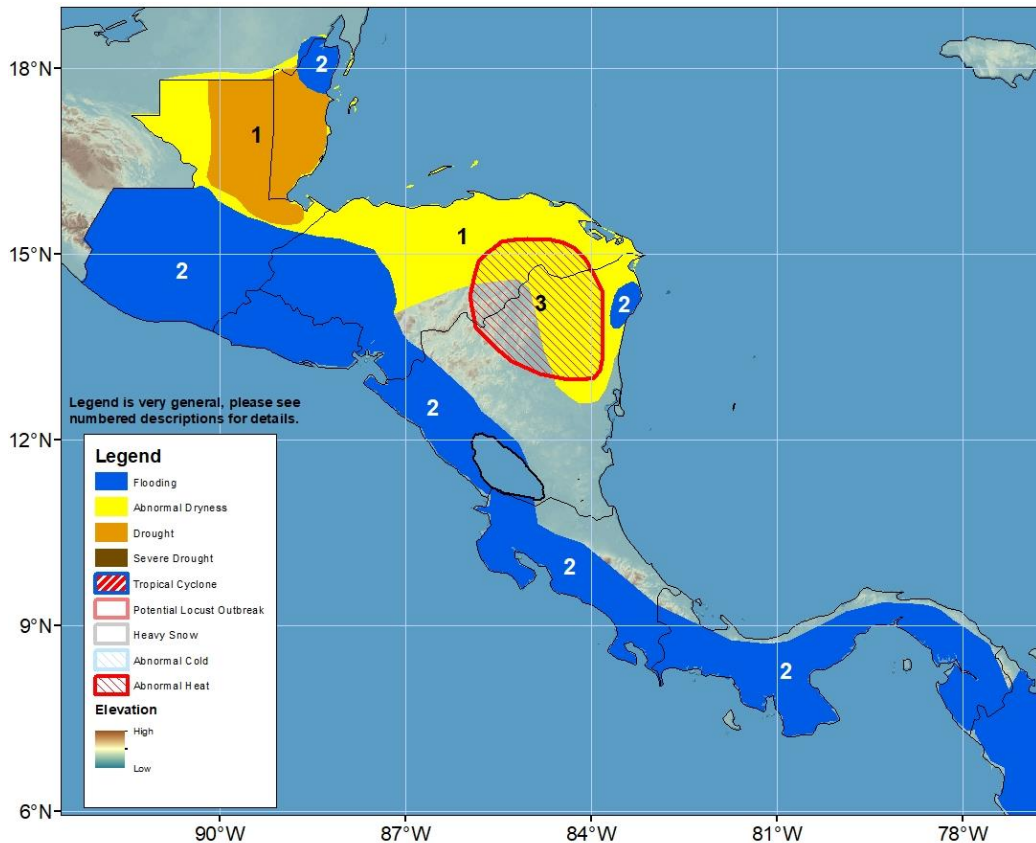 18°N
2
1
15°N
1
2
3
2
2
Legend is very general, please see
numbered descriptions for details.
12°N
Legend
Flooding
Abnormal Dryness
Drought
Severe Drought
Tropical Cyclone
Potential Locust Outbreak
Heavy Snow
Abnormal Cold
Abnormal Heat
Elevation
High
Low
2
9°N
2
6°N
90°W
87°W
84°W
81°W
78°W